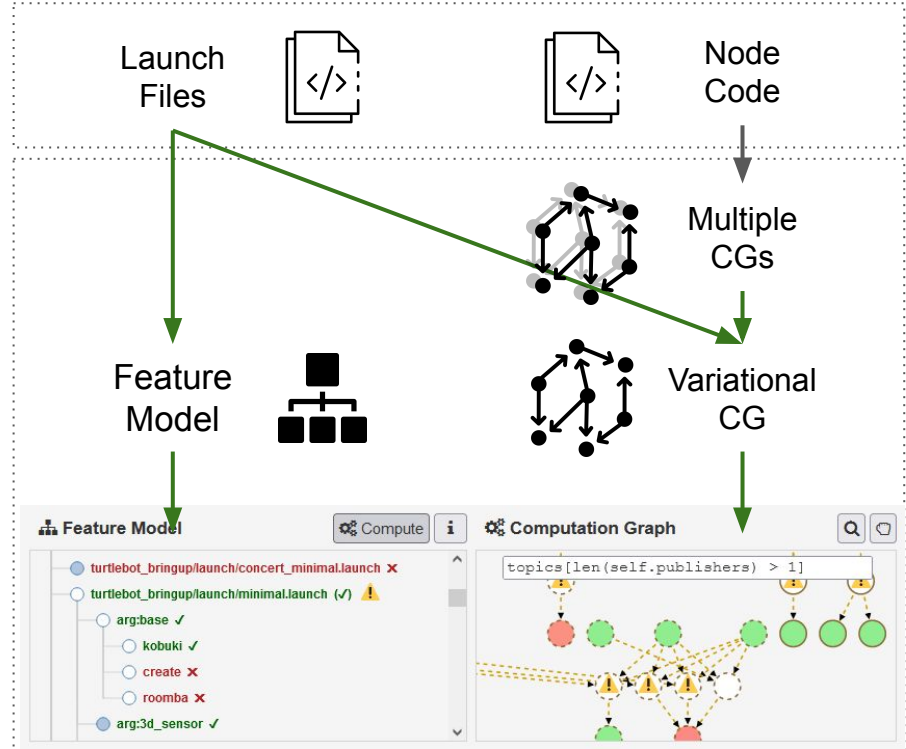 Launch
Files
</>
</>
Node
Code
Multiple
CGs
Feature
Model
Variational
CG
Feature Model
Compute
i
turtlebot_bringup/launch/concert_minimal.launch ×
turtlebot_bringup/launch/minimal.launch (✓) !
arg:base ✓
kobuki ✓
create ×
roomba ×
arg:3d_sensor ✓
Computation Graph
topics[len(self.publishers) > 1]
! ! !
! ! !